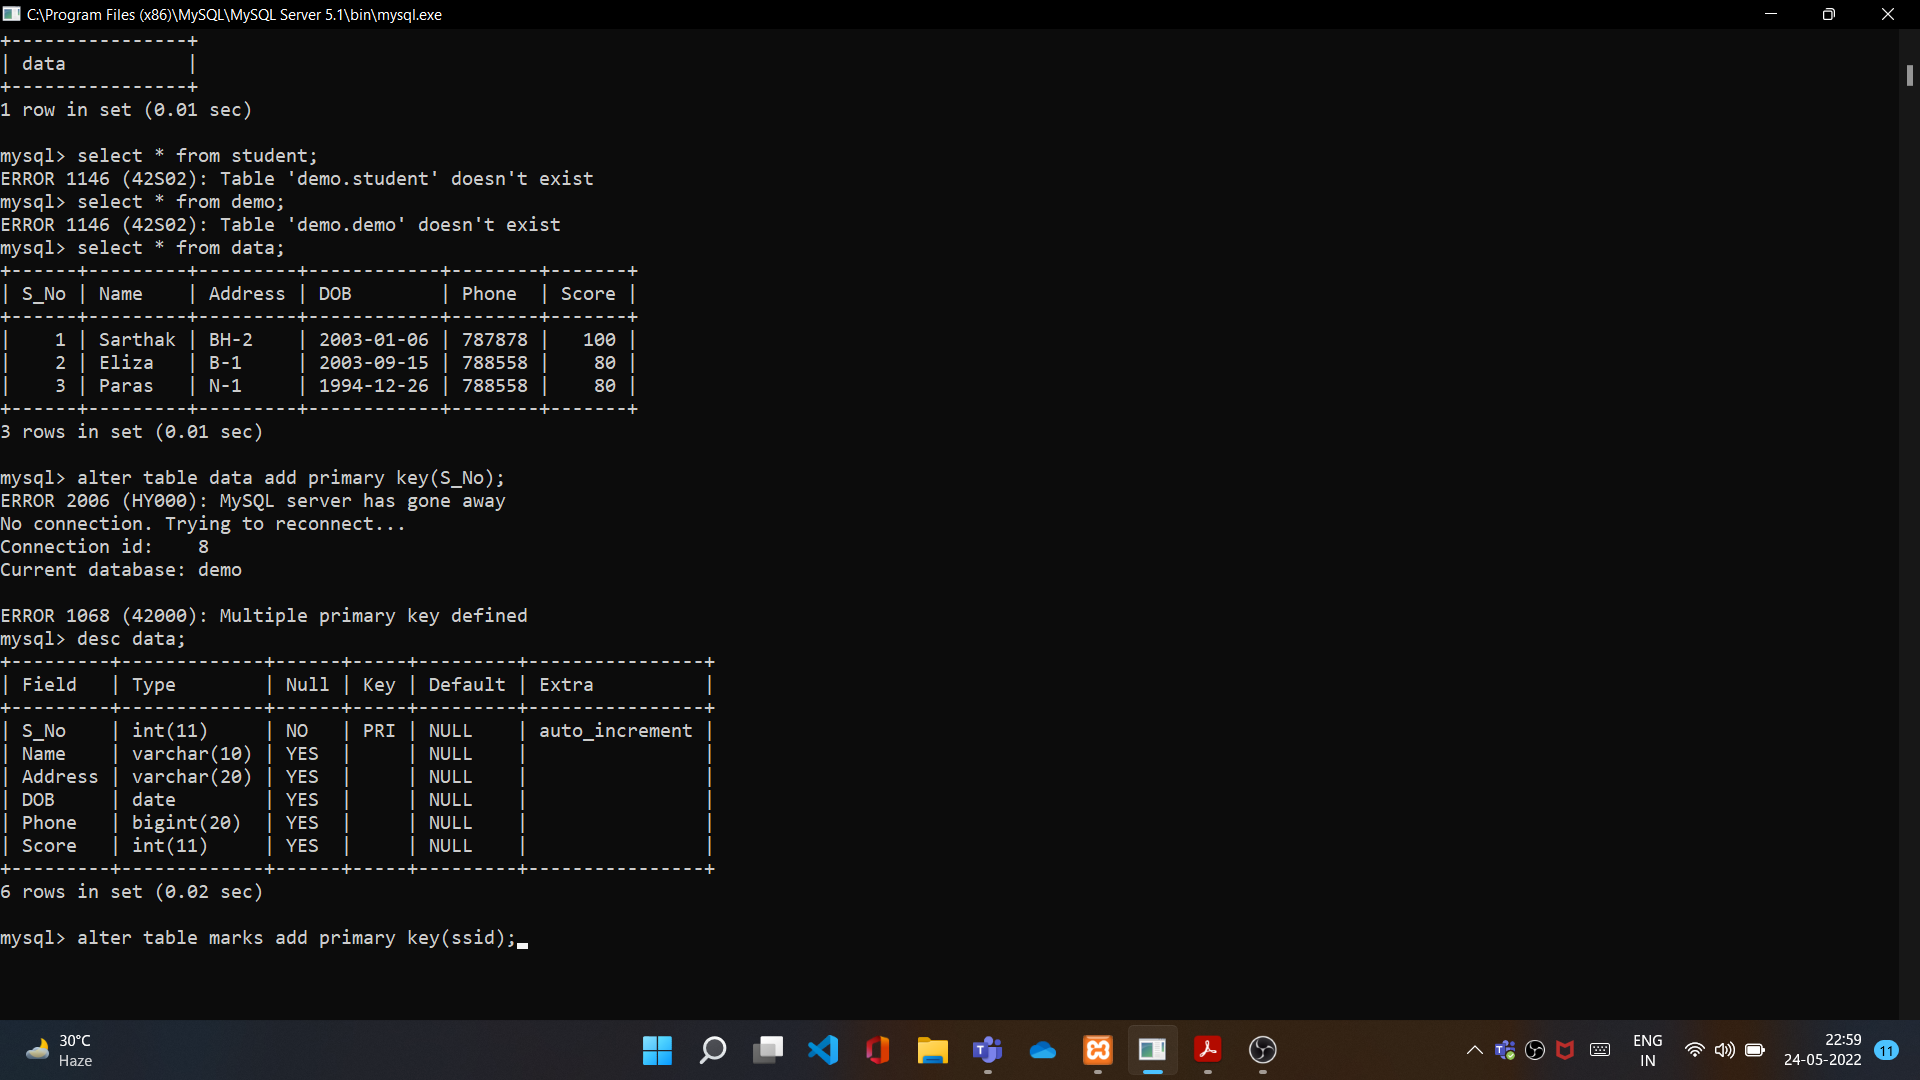 C:\Program Files (x86)\MySQL\MySQL Server 5.1\bin\mysql.exe
+----------------+
| data           |
+----------------+
1 row in set (0.01 sec)
mysql> select * from student;
ERROR 1146 (42S02): Table 'demo.student' doesn't exist
mysql> select * from demo;
ERROR 1146 (42S02): Table 'demo.demo' doesn't exist
mysql> select * from data;
+------+---------+---------+------------+--------+-------+
| S_No | Name    | Address | DOB        | Phone  | Score |
+------+---------+---------+------------+--------+-------+
|    1 | Sarthak | BH-2    | 2003-01-06 | 787878 |   100 |
|    2 | Eliza   | B-1     | 2003-09-15 | 788558 |    80 |
|    3 | Paras   | N-1     | 1994-12-26 | 788558 |    80 |
+------+---------+---------+------------+--------+-------+
3 rows in set (0.01 sec)
mysql> alter table data add primary key(S_No);
ERROR 2006 (HY000): MySQL server has gone away
No connection. Trying to reconnect...
Connection id:    8
Current database: demo
ERROR 1068 (42000): Multiple primary key defined
mysql> desc data;
+---------+-------------+------+-----+---------+----------------+
| Field   | Type        | Null | Key | Default | Extra          |
+---------+-------------+------+-----+---------+----------------+
| S_No    | int(11)     | NO   | PRI | NULL    | auto_increment |
| Name    | varchar(10) | YES  |     | NULL    |                |
| Address | varchar(20) | YES  |     | NULL    |                |
| DOB     | date        | YES  |     | NULL    |                |
| Phone   | bigint(20)  | YES  |     | NULL    |                |
| Score   | int(11)     | YES  |     | NULL    |                |
+---------+-------------+------+-----+---------+----------------+
6 rows in set (0.02 sec)
mysql> alter table marks add primary key(ssid);
30°C
Haze
ENG
IN
22:59
24-05-2022
11